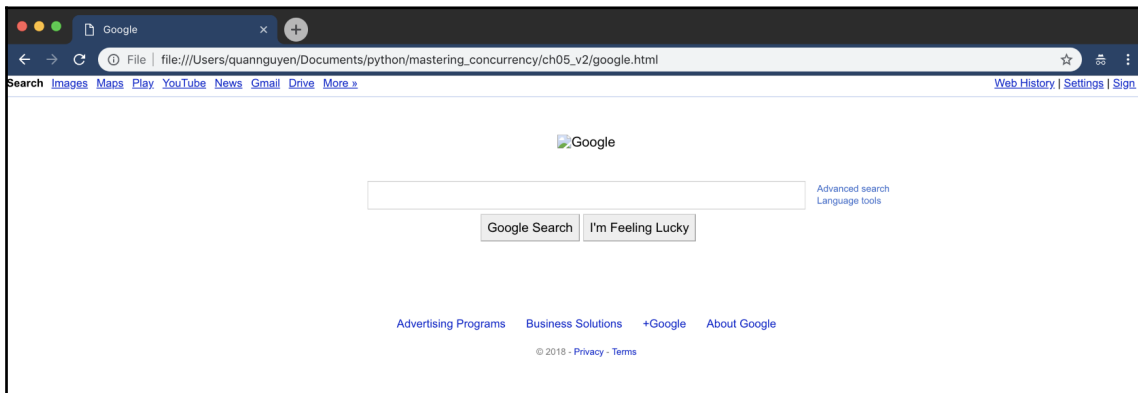 Google
File file:///Users/quannguyen/Documents/python/mastering_concurrency/ch05_v2/google.html
Search Images Maps Play YouTube News Gmail Drive More » Web History | Settings | Sign
Google
Advanced search
Language tools
Google Search I'm Feeling Lucky
Advertising Programs Business Solutions +Google About Google
© 2018 - Privacy - Terms